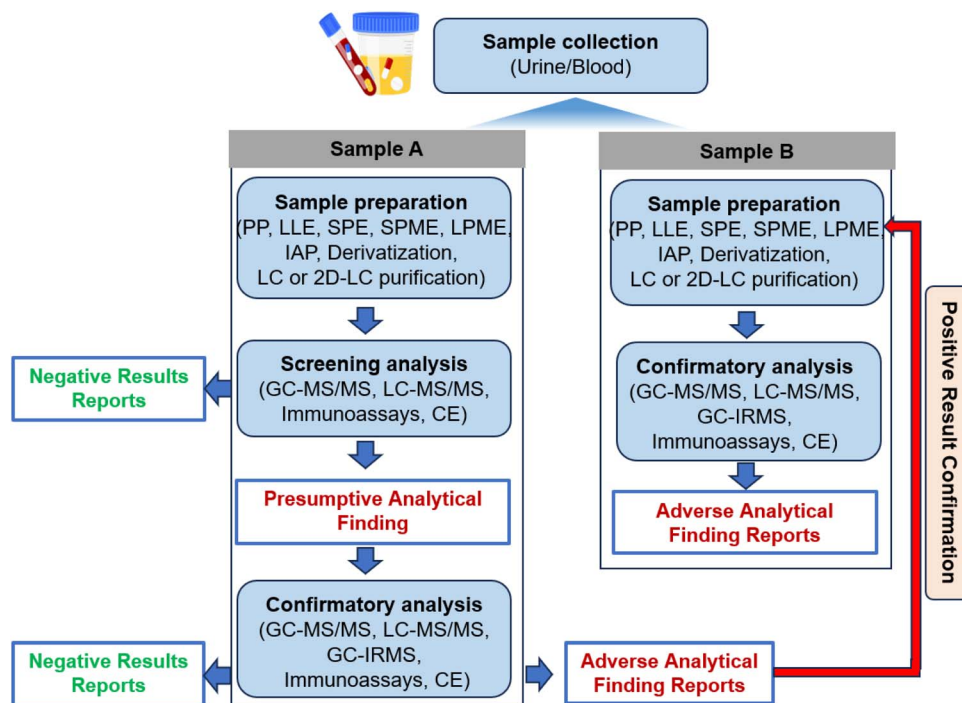 Sample collection
(Urine/Blood)
Sample A
Sample preparation
(PP, LLE, SPE, SPME, LPME,
IAP, Derivatization,
LC or 2D-LC purification)
Screening analysis
(GC-MS/MS, LC-MS/MS,
Immunoassays, CE)
Negative Results
Reports
Presumptive Analytical
Finding
Confirmatory analysis
(GC-MS/MS, LC-MS/MS,
GC-IRMS,
Immunoassays, CE)
Negative Results
Reports
Adverse Analytical
Finding Reports
Positive Result Confirmation
Sample B
Sample preparation
(PP, LLE, SPE, SPME, LPME,
IAP, Derivatization,
LC or 2D-LC purification)
Confirmatory analysis
(GC-MS/MS, LC-MS/MS,
GC-IRMS,
Immunoassays, CE)
Adverse Analytical
Finding Reports